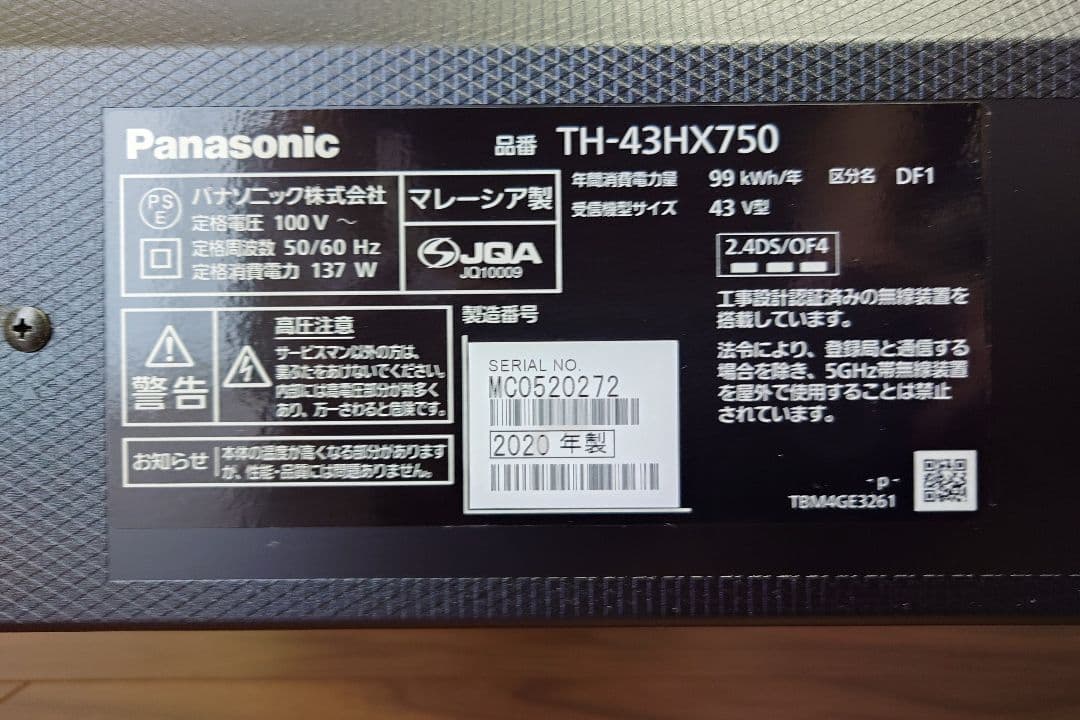 Panasonic
品番 TH-43HX750
年間消費電力量 99 kWh/年 区分名 DF1
受信機型サイズ 43 V型
PS
E
パナソニック株式会社
定格電圧 100 V ～
定格周波数 50/60 Hz
定格消費電力 137 W
マレーシア製
JQA
JQ10009
2.4DS/OF4
工事設計認証済みの無線装置を
搭載しています。
法令により、登録局と通信する
場合を除き、5GHz帯無線装置
を屋外で使用することは禁止
されています。
警告
高圧注意
サービスマン以外の方は、
裏ぶたをあけないでください。
内部には高電圧部分が数多く
あり、万一さわると危険です。
お知らせ
本体の温度が高くなる部分があります
が、性能・品質には問題ありません。
製造番号
SERIAL NO.
MC0520272
2020 年製
-p-
TBM4GE3261